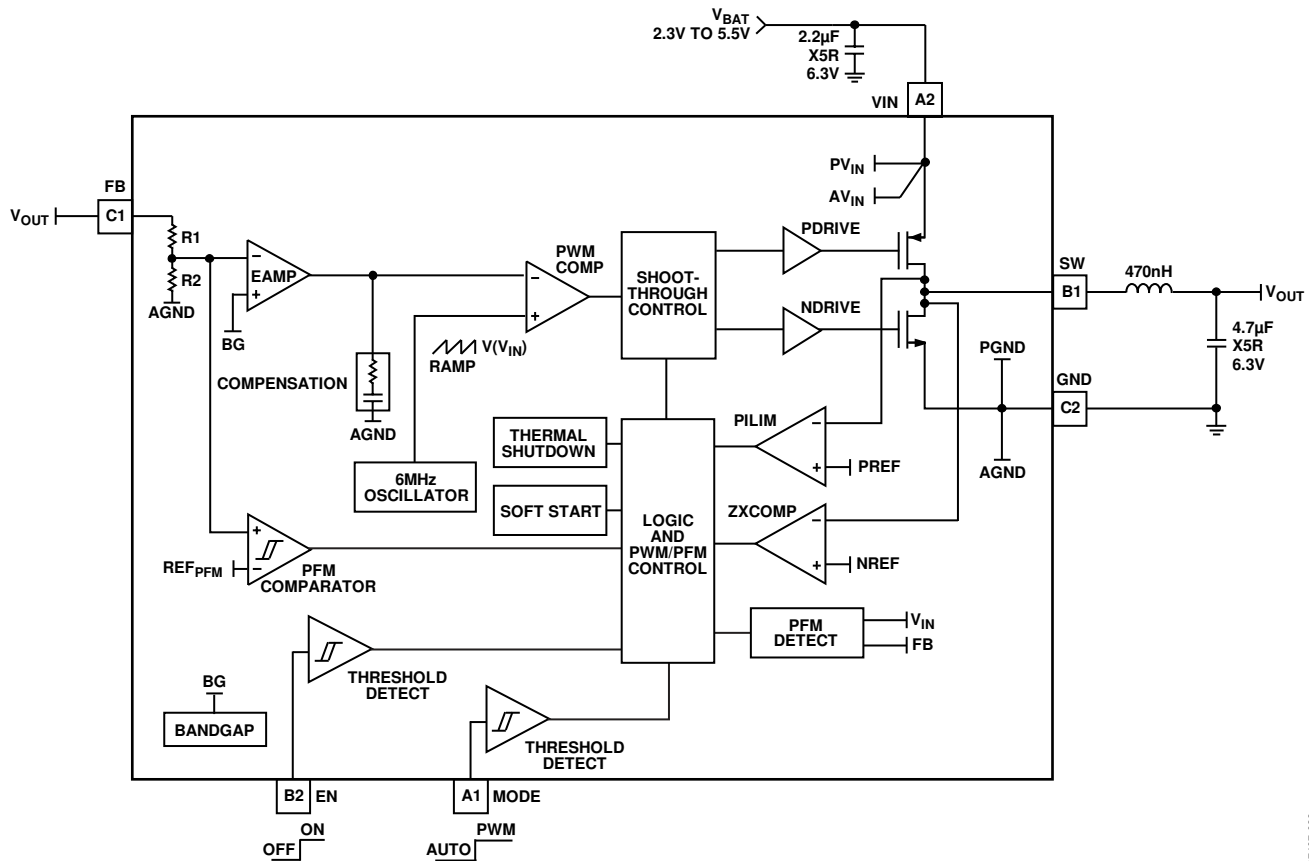 VBAT
2.3V TO 5.5V
2.2µF
X5R
6.3V
VIN
A2
PVIN
AVIN
FB
VOUT
C1
R1
R2
AGND
EAMP
BG
COMPENSATION
AGND
PWM
COMP
RAMP
V(VIN)
6MHz
OSCILLATOR
SHOOT-
THROUGH
CONTROL
PDRIVE
NDRIVE
SW
B1
470nH
VOUT
4.7µF
X5R
6.3V
PGND
GND
C2
AGND
THERMAL
SHUTDOWN
SOFT START
LOGIC
AND
PWM/PFM
CONTROL
PILIM
PREF
ZXCOMP
NREF
REFPFM
PFM
COMPARATOR
PFM
DETECT
VIN
FB
THRESHOLD
DETECT
BG
BANDGAP
THRESHOLD
DETECT
B2
EN
A1
MODE
OFF
ON
AUTO
PWM